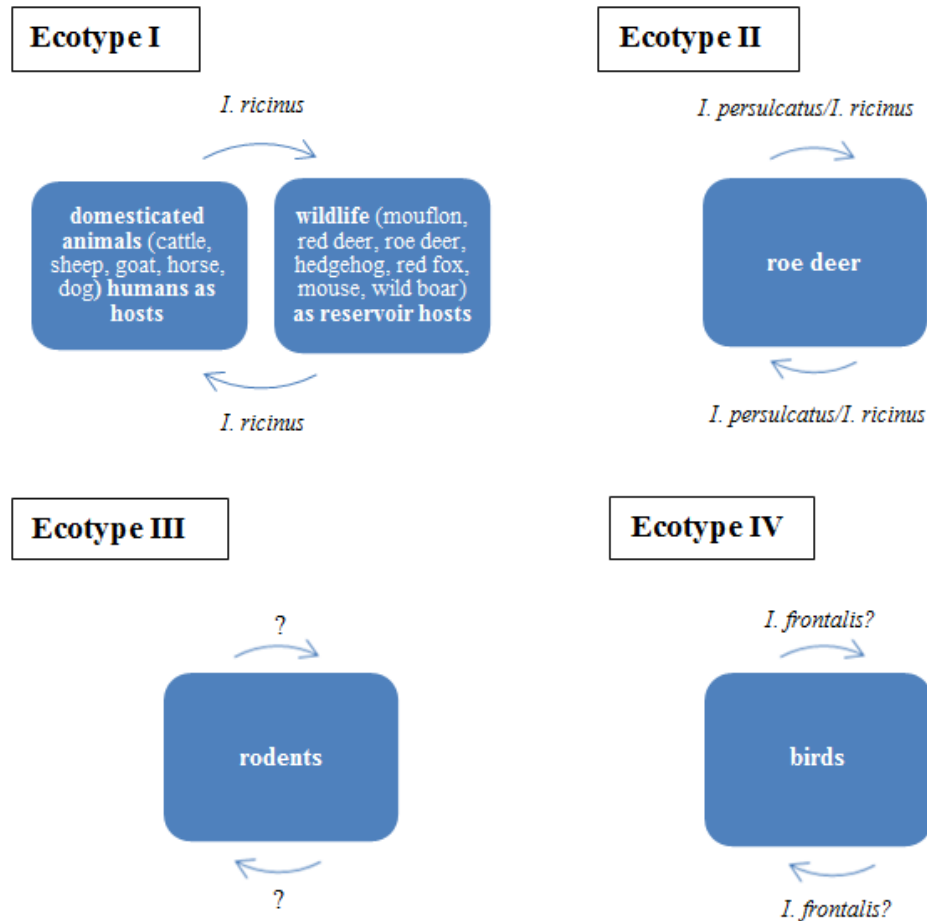 Ecotype I
Ecotype II
I. ricinus
I. persulcatus/I. ricinus
domesticated
animals (cattle,
sheep, goat, horse,
dog) humans as
hosts
wildlife (mouflon,
red deer, roe deer,
hedgehog, red fox,
mouse, wild boar)
as reservoir hosts
roe deer
I. ricinus
I. persulcatus/I. ricinus
Ecotype III
Ecotype IV
?
I. frontalis?
rodents
birds
?
I. frontalis?